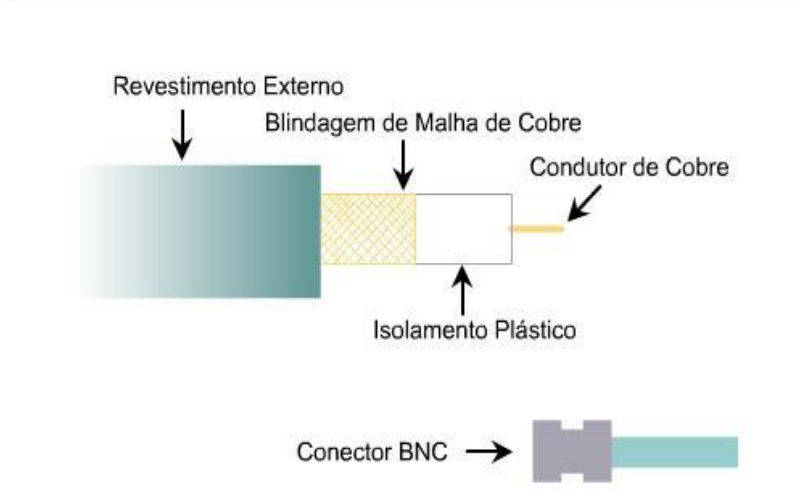 Revestimento Externo
Blindagem de Malha de Cobre
Condutor de Cobre
Isolamento Plástico
Conector BNC